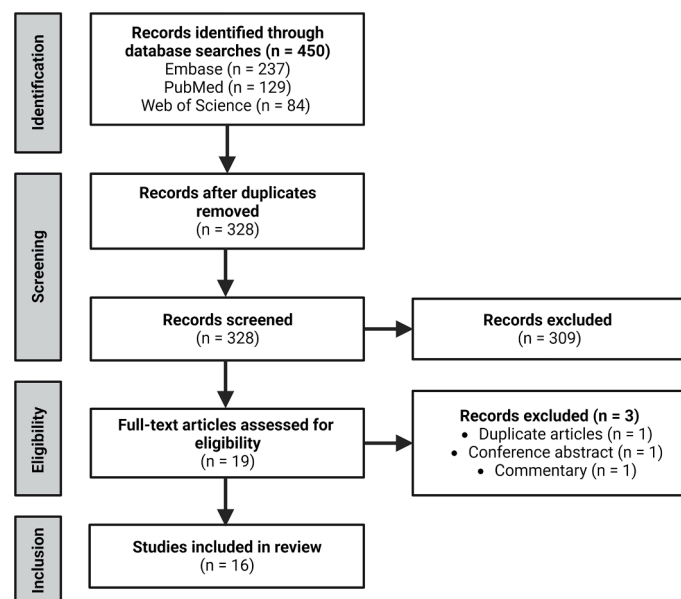 Identification
Records identified through
database searches (n = 450)
Embase (n = 237)
PubMed (n = 129)
Web of Science (n = 84)
Screening
Records after duplicates
removed
(n = 328)
Records screened
(n = 328)
Records excluded
(n = 309)
Eligibility
Full-text articles assessed for
eligibility
(n = 19)
Records excluded (n = 3)
• Duplicate articles (n = 1)
• Conference abstract (n = 1)
• Commentary (n = 1)
Inclusion
Studies included in review
(n = 16)